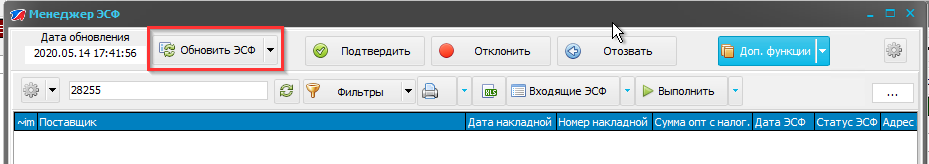 Менеджер ЭСФ
Дата обновления
2020.05.14 17:41:56
Обновить ЭСФ
Подтвердить
Отклонить
Отозвать
Доп. функции
28255
Фильтры
Входящие ЭСФ
Выполнить
...
~im Поставщик Дата накладной Номер накладной Сумма опт с налог. Дата ЭСФ Статус ЭСФ Адрес